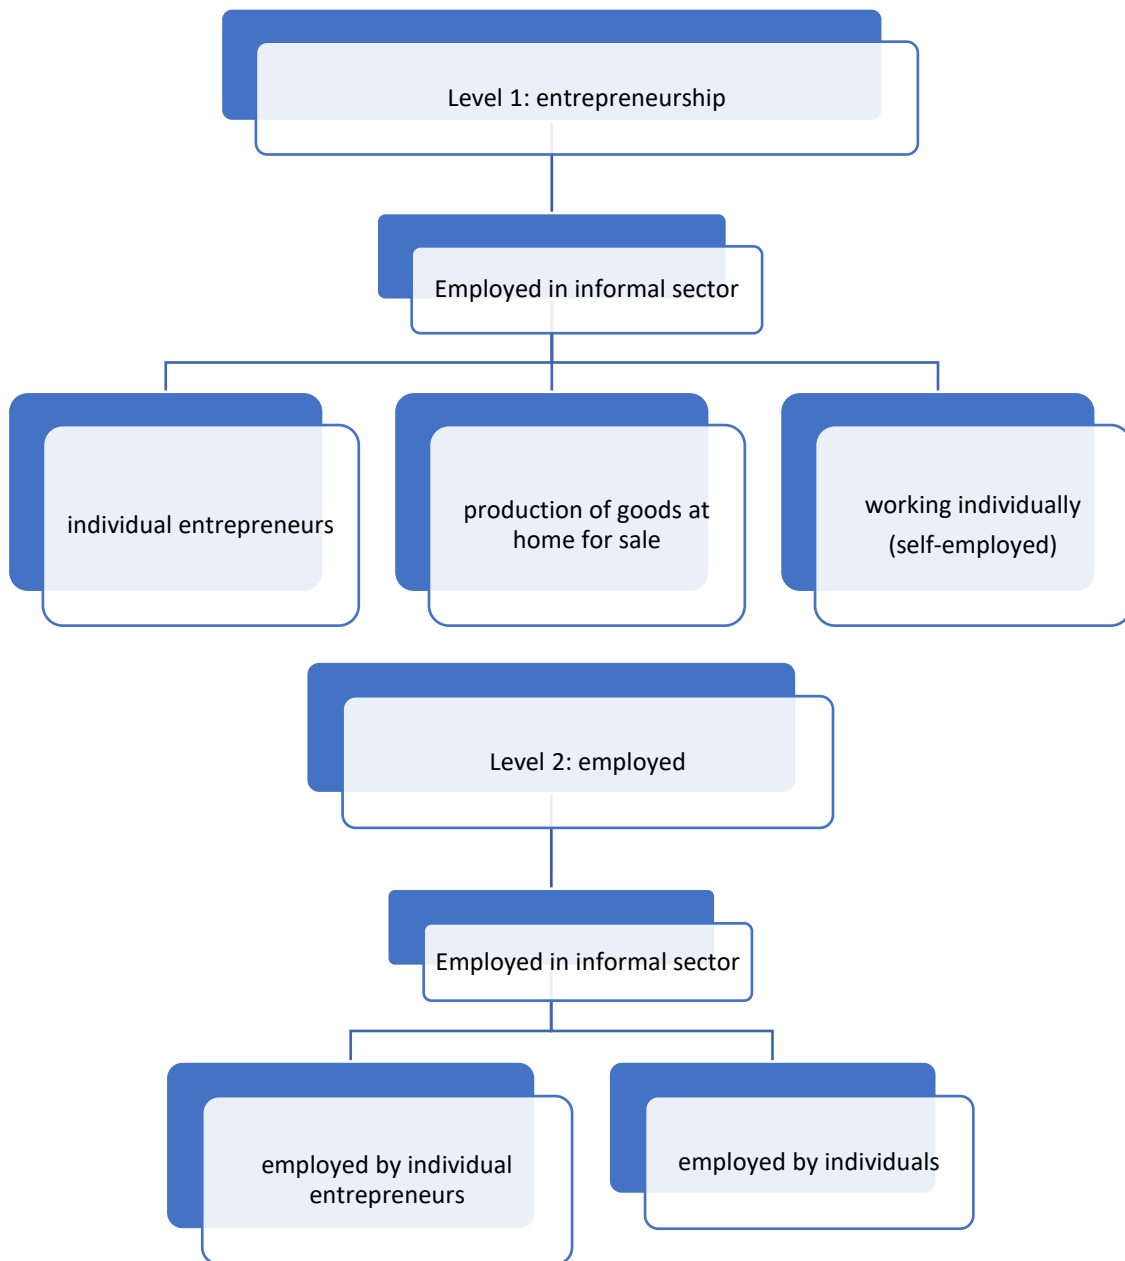 Level 1: entrepreneurship
Employed in informal sector
individual entrepreneurs
production of goods at
home for sale
working individually
(self-employed)
Level 2: employed
Employed in informal sector
employed by individual
entrepreneurs
employed by individuals